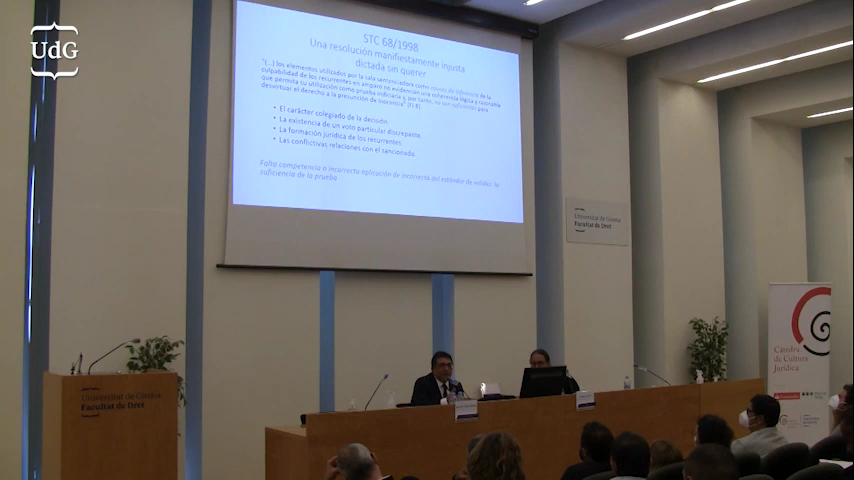 UdG
STC 68/1998
Una resolución manifiestamente injusta
dictada sin querer
"(...) los elementos utilizados por la sala sentenciadora como de inferencia de la
culpabilidad de los recurrentes en amparo no evidencian una coherencia lógica y razonable
que permita su utilización como prueba indiciaria y, por tanto, no son suficientes para
desvirtuar el derecho a la presunción de inocencia" (FJ 8)
• El carácter colegiado de la decisión.
• La existencia de un voto particular discrepante.
• La formación jurídica de los recurrentes.
• Las conflictivas relaciones con el sancionado.
Falta competencia o incorrecta aplicación de incorrecta del estándar de validez: la
suficiencia de la prueba
Universitat de Girona
Facultat de Dret
Universitat de Girona
Facultat de Dret
Càtedra
de Cultura
Jurídica